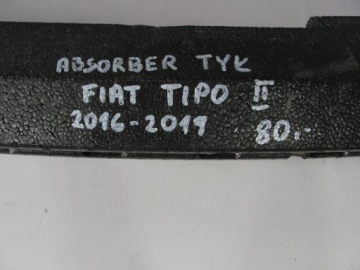 ABSORBER TYŁ
FIAT TIPO II
2016-2019 80.-